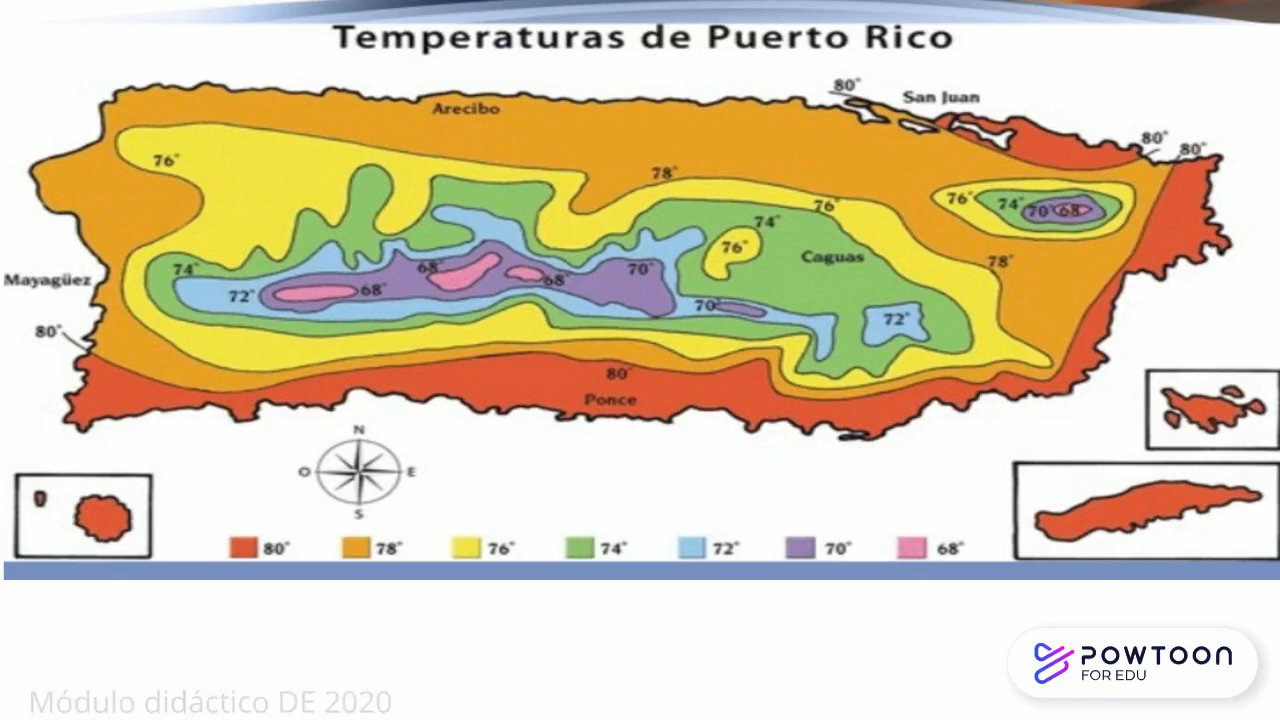 Temperaturas de Puerto Rico
80°
San Juan
Arecibo
80°
80°
76°
78°
76°
76°
74°
70°
68°
74°
76°
Caguas
78°
74°
68°
70°
Mayagüez
72°
68°
68°
70°
72°
80°
80°
Ponce
N
O
E
S
80°
78°
76°
74°
72°
70°
68°
POWTOON
FOR EDU
Módulo didáctico DE 2020